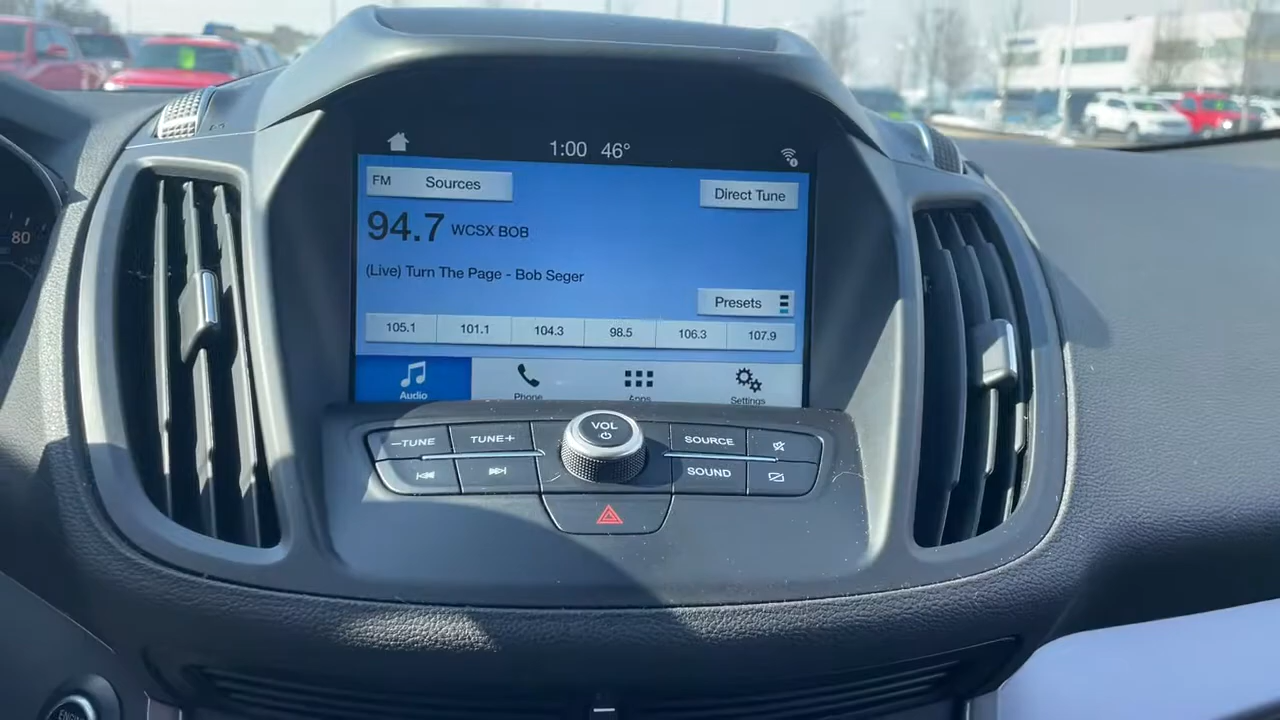 1:00 46°
FM Sources
Direct Tune
94.7 WCSX BOB
(Live) Turn The Page - Bob Seger
Presets
105.1 101.1 104.3 98.5 106.3 107.9
Audio Phone Apps Settings
80
VOL
–TUNE TUNE+ SOURCE
SOUND
ENGINE